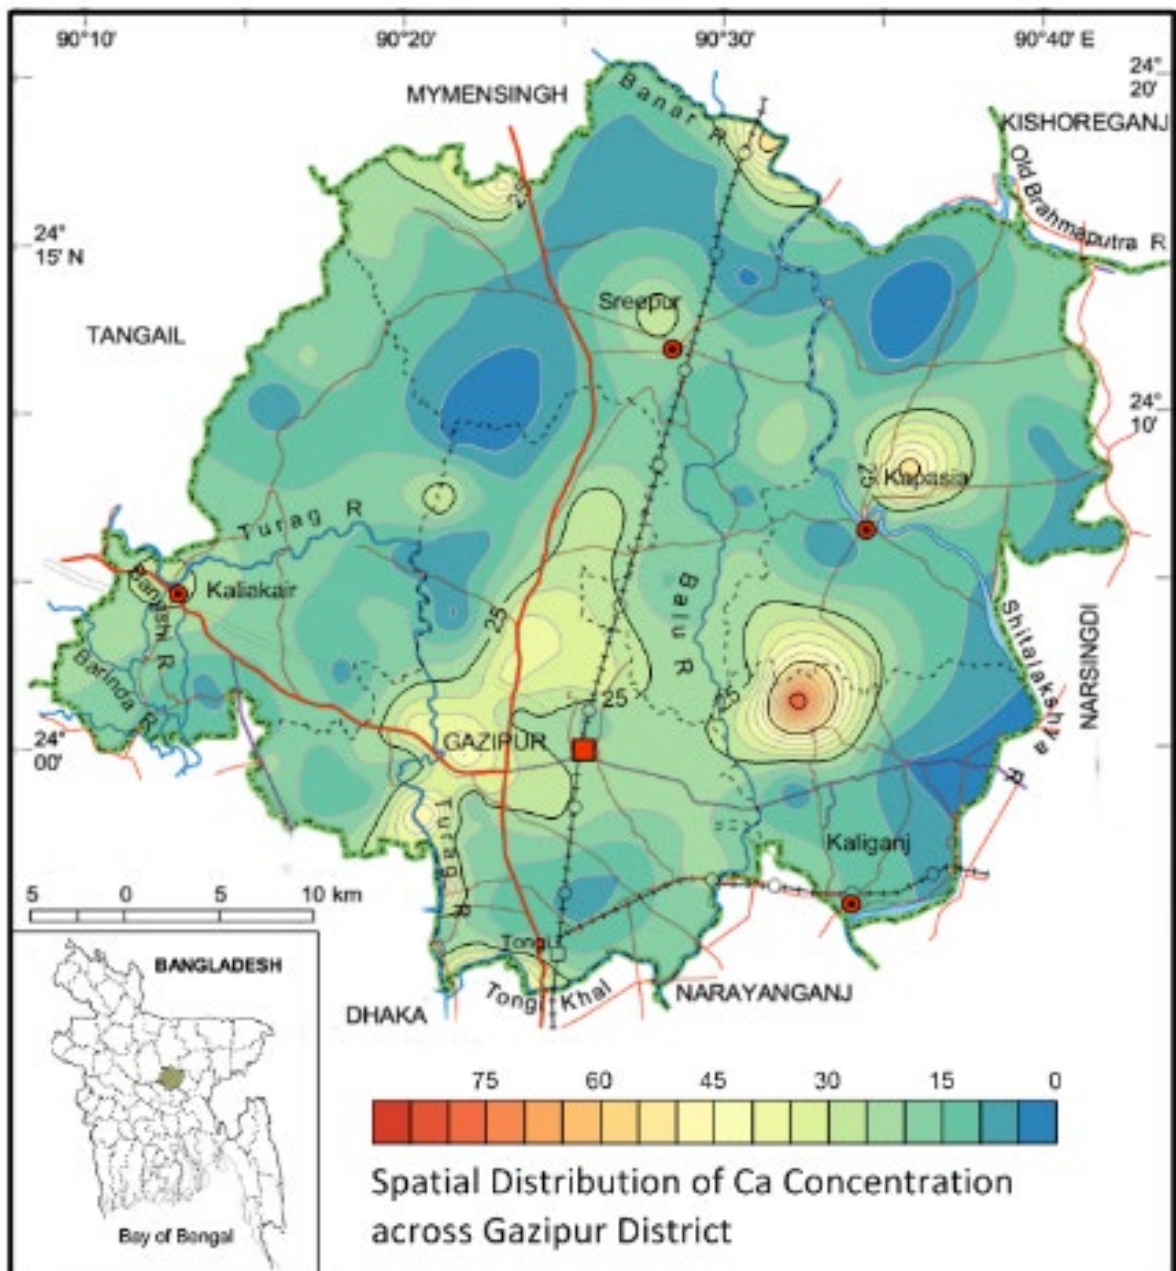 90°10'
90°20'
90°30'
90°40' E
24°
20'
MYMENSINGH
Banar R
KISHOREGANJ
Old Brahmaputra R
25
24°
15' N
Sreepur
TANGAIL
24°
10'
25
Kapasia
Turag R
Kaliakair
Bangshi R
Balu R
25
Shitalakshya R
NARSINGDI
Barinda R
25
25
24°
00'
GAZIPUR
Turag R
Kaliganj
5 0 5 10 km
Tongi
BANGLADESH
Tongi Khal
NARAYANGANJ
DHAKA
75 60 45 30 15 0
Spatial Distribution of Ca Concentration
across Gazipur District
Bay of Bengal